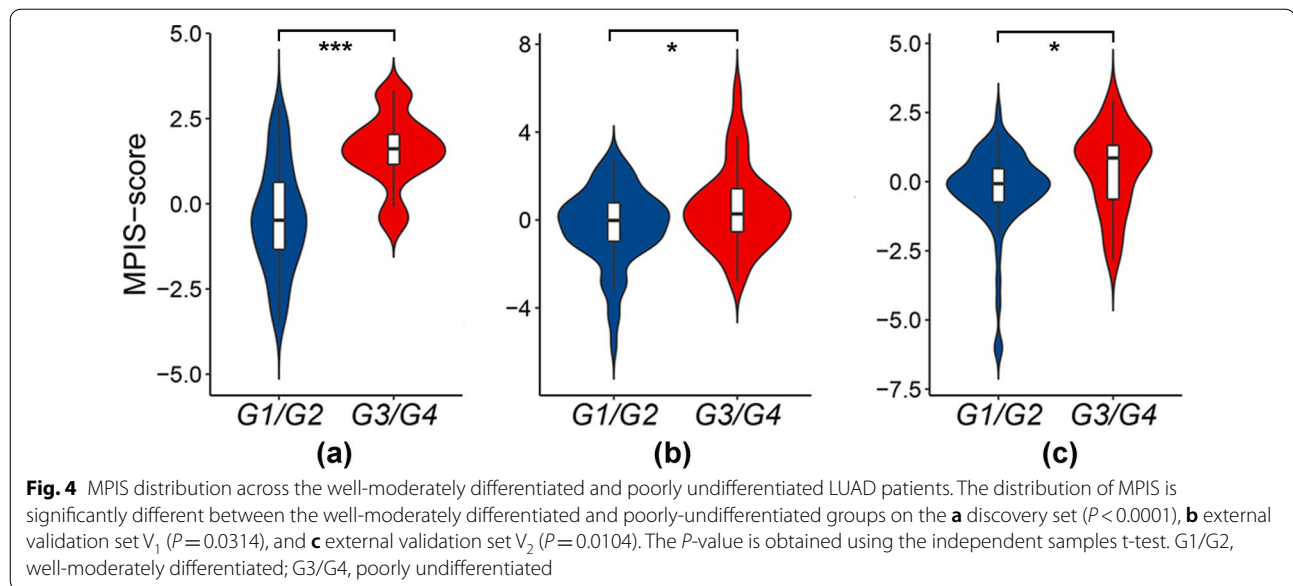 5.0
2.5
0.0
−2.5
−5.0
MPIS−score
***
G1/G2 G3/G4
(a)
8
4
0
−4
*
G1/G2 G3/G4
(b)
5.0
2.5
0.0
−2.5
−5.0
−7.5
*
G1/G2 G3/G4
(c)
Fig. 4 MPIS distribution across the well-moderately differentiated and poorly undifferentiated LUAD patients. The distribution of MPIS is
significantly different between the well-moderately differentiated and poorly-undifferentiated groups on the a discovery set (P < 0.0001), b external
validation set V1 (P = 0.0314), and c external validation set V2 (P = 0.0104). The P-value is obtained using the independent samples t-test. G1/G2,
well-moderately differentiated; G3/G4, poorly undifferentiated